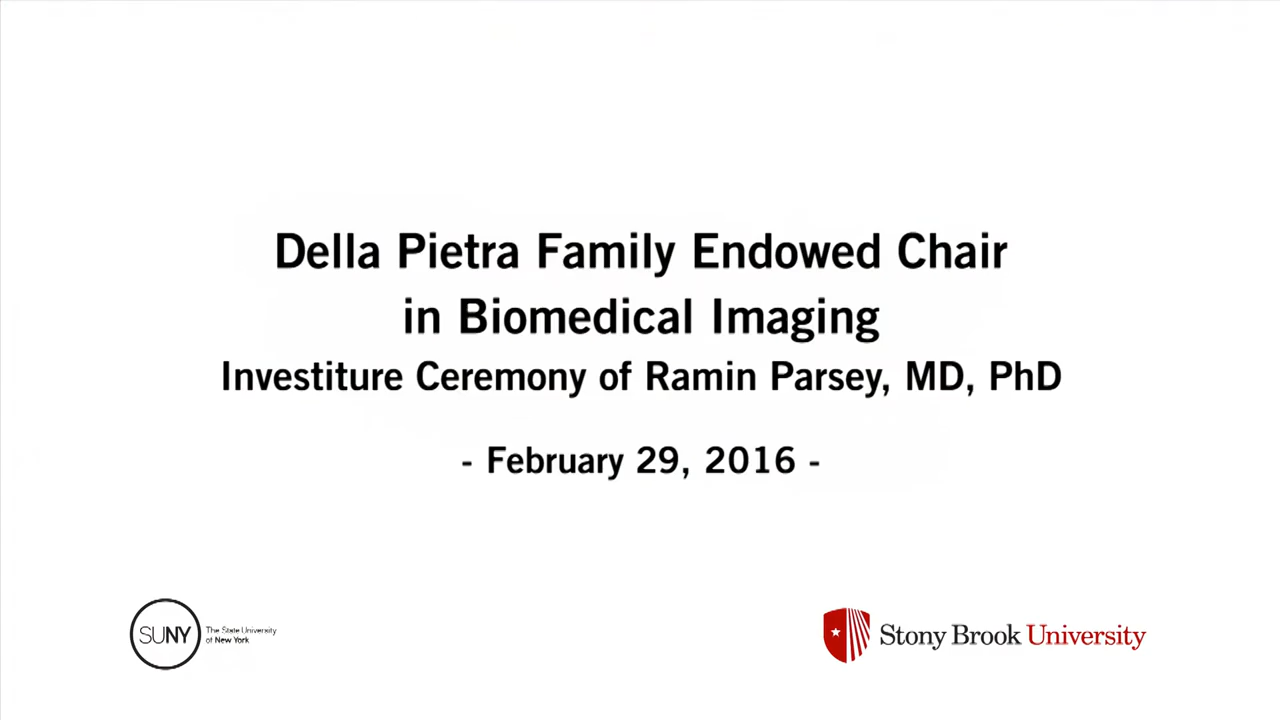 Della Pietra Family Endowed Chair
in Biomedical Imaging
Investiture Ceremony of Ramin Parsey, MD, PhD
- February 29, 2016 -
SUNY
The State University
of New York
Stony Brook University